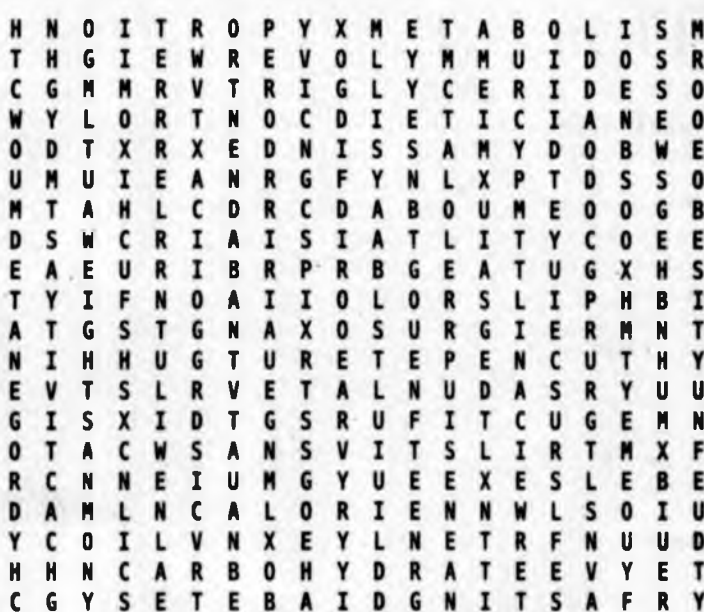 H N O I T R O P Y X M E T A B O L I S M
T H G I E W R E V O L Y M M U I D O S R
C G M M R V T R I G L Y C E R I D E S O
W Y L O R T N O C D I E T I C I A N E O
O D T X R X E D N I S S A M Y D O B W E
U M U I E A N R G F Y N L X P T D S S O
M T A H L C D R C D A B O U M E O O G B
D S W C R I A I S I A T L I T Y C O E E
E A E U R I B R P R B G E A T U G X H S
T Y I F N O A I I O L O R S L I P H B I
A T G S T G N A X O S U R G I E R M N T
N I H H U G T U R E T E P E N C U T H Y
E V T S L R V E T A L N U D A S R Y U U
G I S X I D T G S R U F I T C U G E M N
O T A C W S A N S V I T S L I R T M X F
R C N N E I U M G Y U E E X E S L E B E
D A M L N C A L O R I E N N W L S O I U
Y C O I L V N X E Y L N E T R F N U U D
H H N C A R B O H Y D R A T E E V Y E T
C G Y S E T E B A I D G N I T S A F R Y